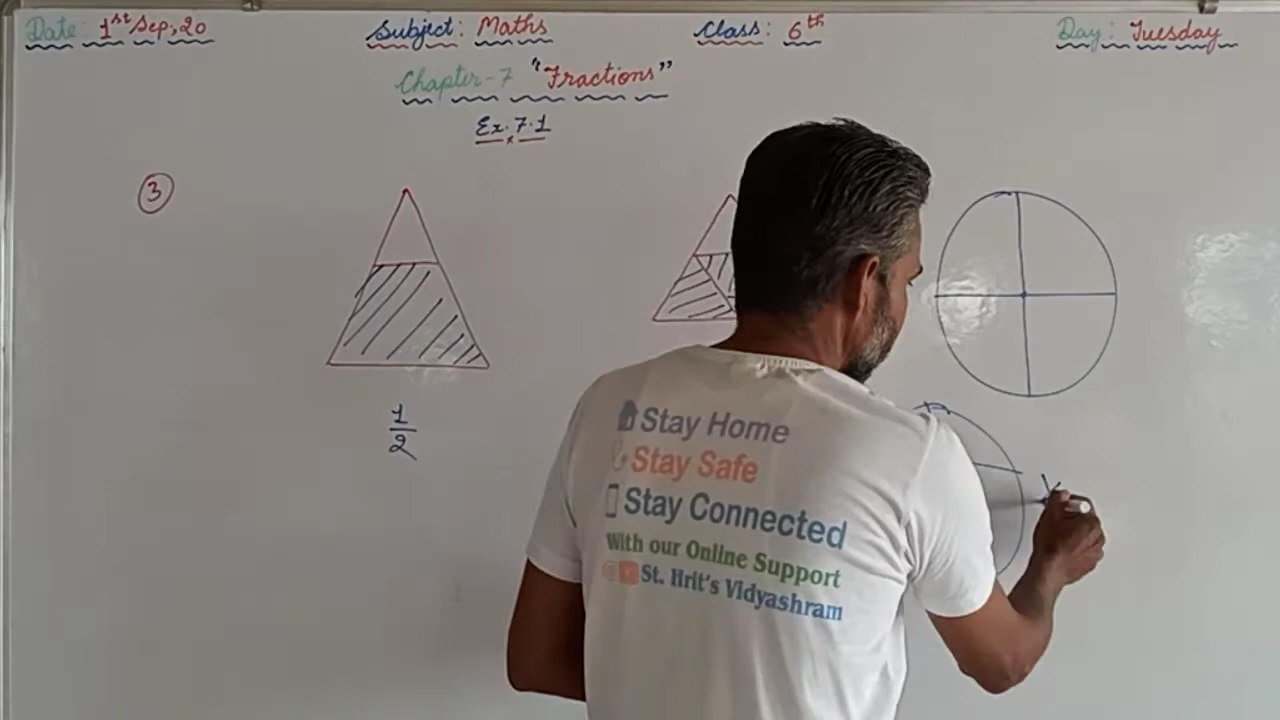 Date: 1st Sep, 20 Subject: Maths Class: 6th Day: Tuesday
Chapter-7 "Fractions"
Ex. 7.1
3
1
2
Stay Home
Stay Safe
Stay Connected
With our Online Support
St. Hrit's Vidyashram